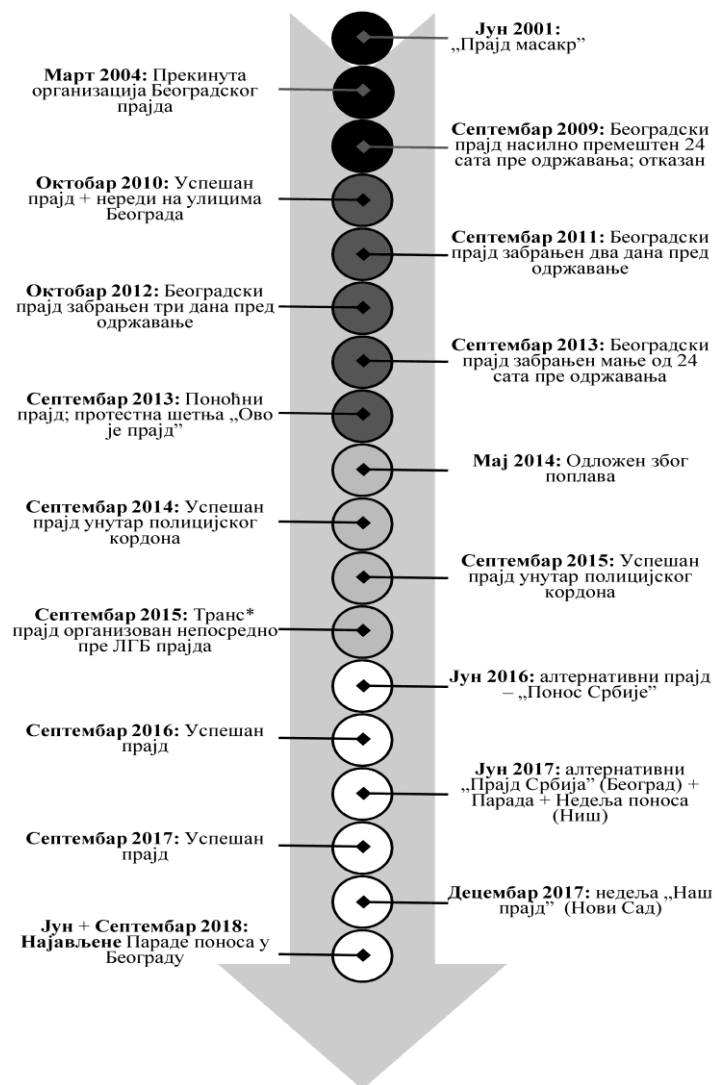 Јун 2001:
„Прајд масакр”
Март 2004: Прекинута
организација Београдског
прајда
Септембар 2009: Београдски
прајд насилно премештен 24
сата пре одржавања; отказан
Октобар 2010: Успешан
прајд + нереди на улицима
Београда
Септембар 2011: Београдски
прајд забрањен два дана пред
одржавање
Октобар 2012: Београдски
прајд забрањен три дана пред
одржавање
Септембар 2013: Београдски
прајд забрањен мање од 24
сата пре одржавања
Септембар 2013: Поноћни
прајд; протестна шетња „Ово
је прајд”
Мај 2014: Одложен због
поплава
Септембар 2014: Успешан
прајд унутар полицијског
кордона
Септембар 2015: Успешан
прајд унутар полицијског
кордона
Септембар 2015: Транс*
прајд организован непосредно
пре ЛГБ прајда
Јун 2016: алтернативни прајд
– „Понос Србије”
Септембар 2016: Успешан
прајд
Јун 2017: алтернативни
„Прајд Србија” (Београд) +
Парада + Недеља поноса
(Ниш)
Септембар 2017: Успешан
прајд
Децембар 2017: недеља „Наш
прајд” (Нови Сад)
Јун + Септембар 2018:
Најављене Параде поноса у
Београду